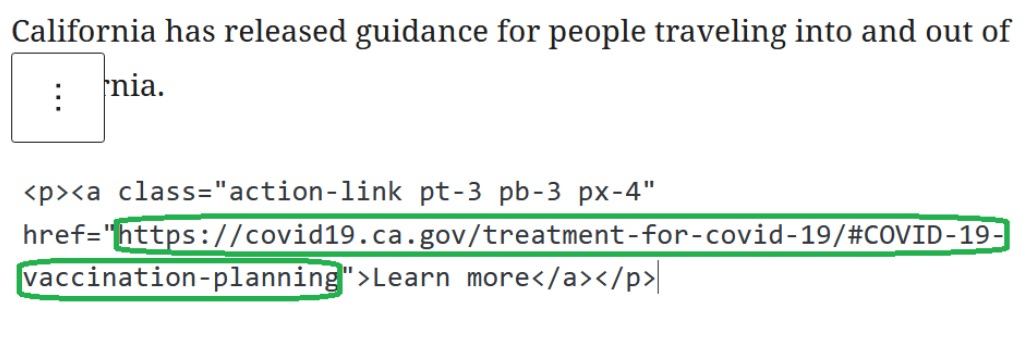 California has released guidance for people traveling into and out of
rnia.
<p><a class="action-link pt-3 pb-3 px-4"
href="https://covid19.ca.gov/treatment-for-covid-19/#COVID-19-
vaccination-planning">Learn more</a></p>